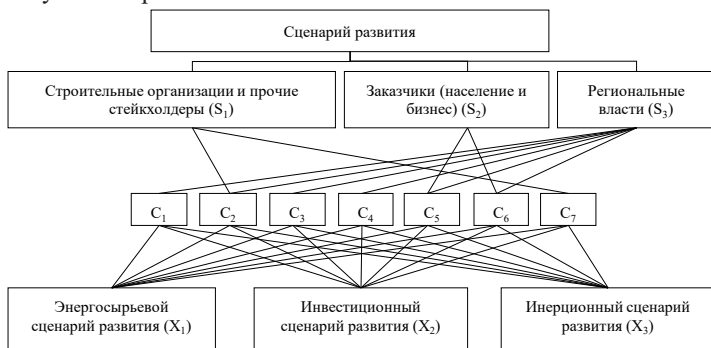 Сценарий развития
Строительные организации и прочие
стейкхолдеры (S₁)
Заказчики (население и
бизнес) (S₂)
Региональные
власти (S₃)
C₁
C₂
C₃
C₄
C₅
C₆
C₇
Энергосырьевой
сценарий развития (X₁)
Инвестиционный
сценарий развития (X₂)
Инерционный сценарий
развития (X₃)